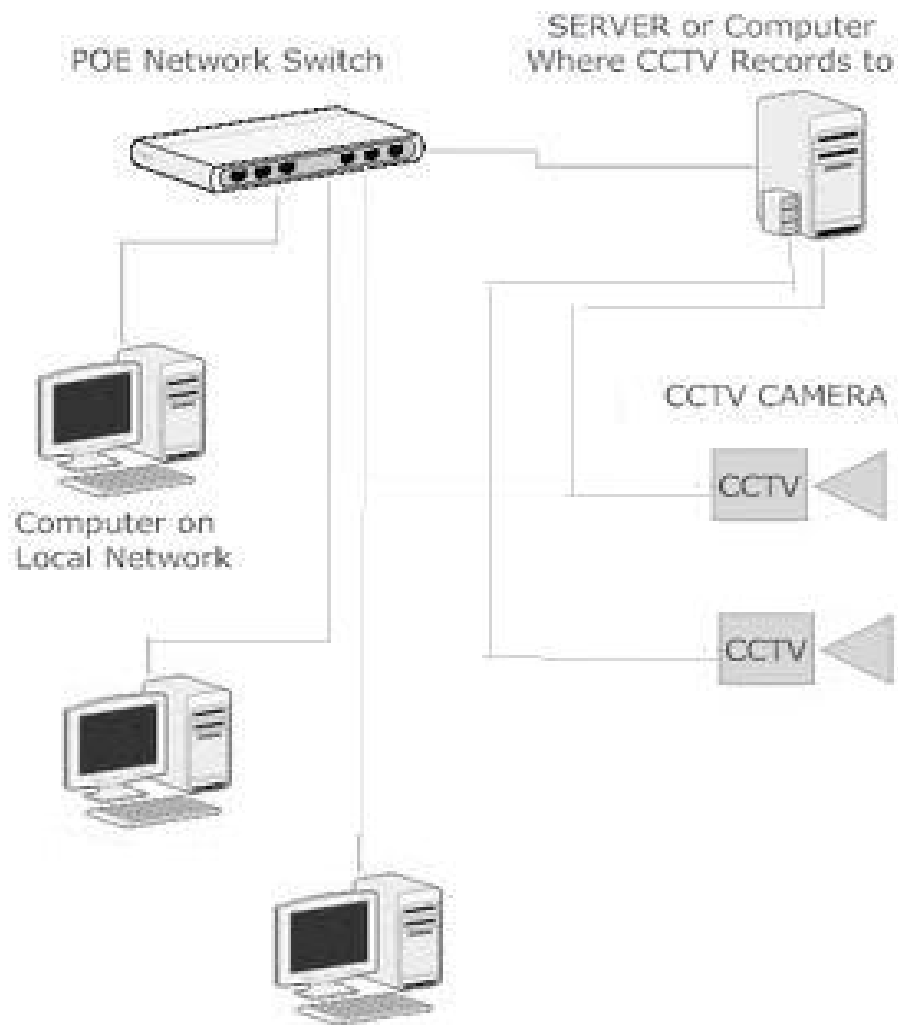 POE Network Switch
SERVER or Computer
Where CCTV Records to
CCTV CAMERA
CCTV
Computer on
Local Network
CCTV